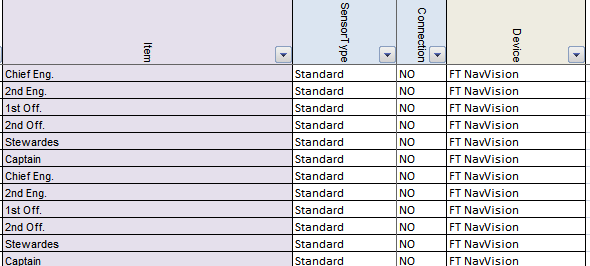 Item SensorType Connection Device
Chief Eng. Standard NO FT NavVision
2nd Eng. Standard NO FT NavVision
1st Off. Standard NO FT NavVision
2nd Off. Standard NO FT NavVision
Stewardes Standard NO FT NavVision
Captain Standard NO FT NavVision
Chief Eng. Standard NO FT NavVision
2nd Eng. Standard NO FT NavVision
1st Off. Standard NO FT NavVision
2nd Off. Standard NO FT NavVision
Stewardes Standard NO FT NavVision
Captain Standard NO FT NavVision